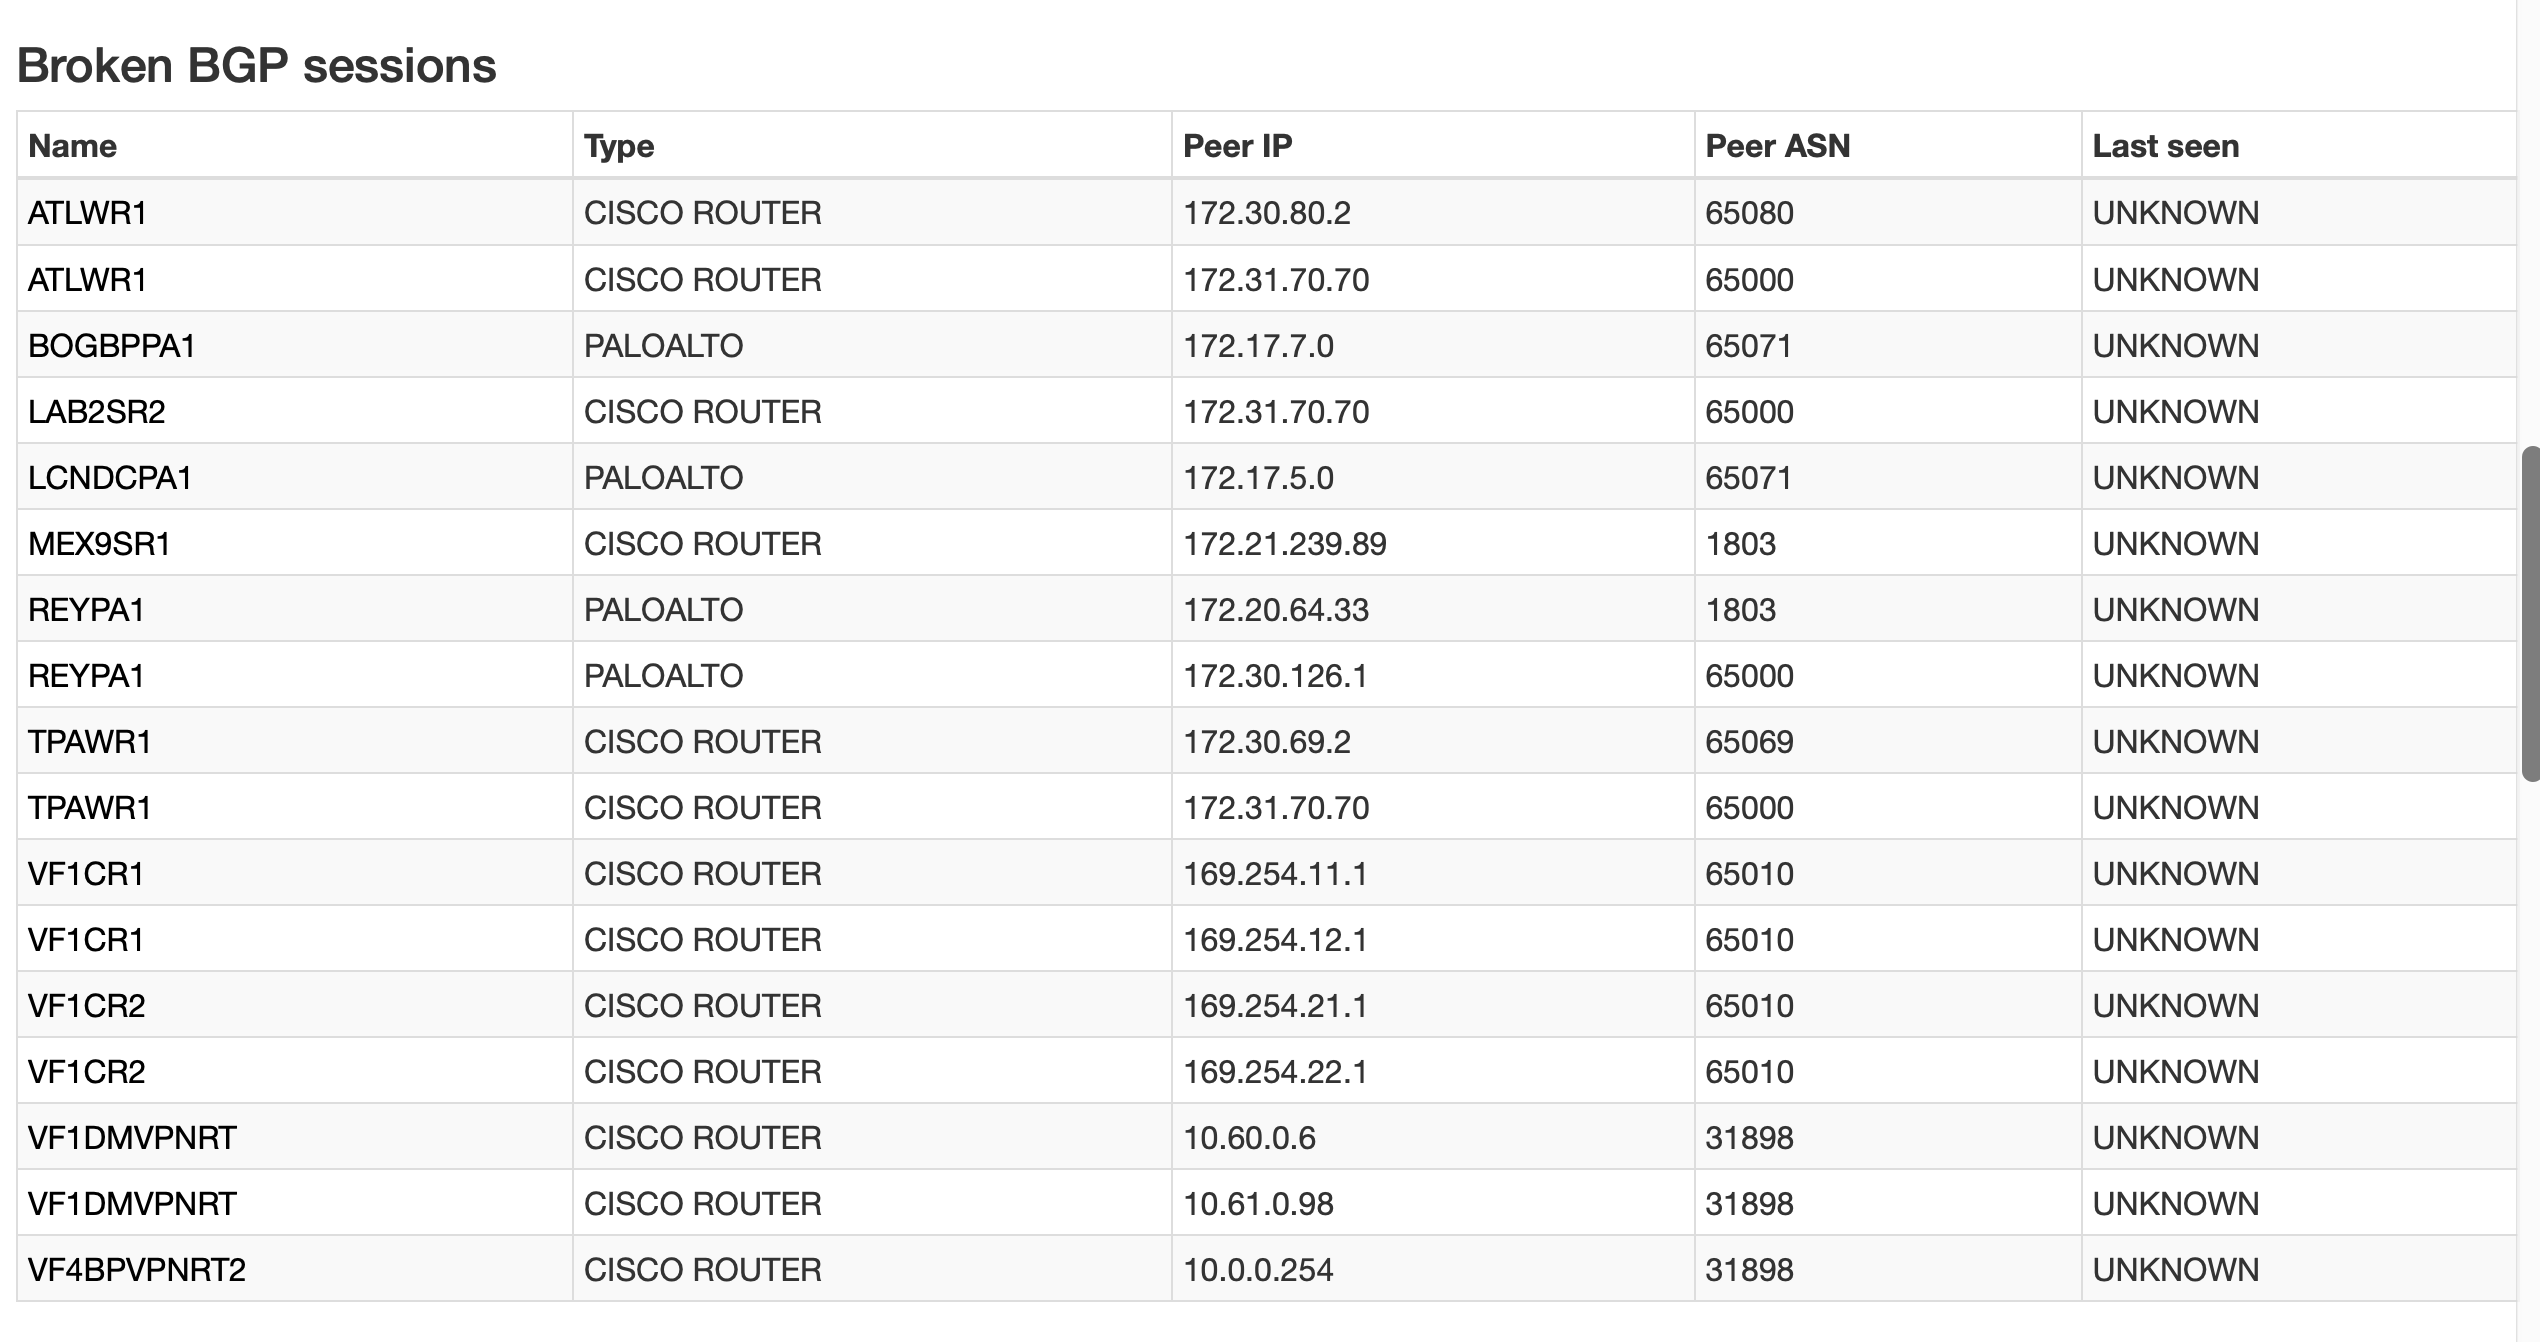 Broken BGP sessions
Name Type Peer IP Peer ASN Last seen
ATLWR1 CISCO ROUTER 172.30.80.2 65080 UNKNOWN
ATLWR1 CISCO ROUTER 172.31.70.70 65000 UNKNOWN
BOGBPPA1 PALOALTO 172.17.7.0 65071 UNKNOWN
LAB2SR2 CISCO ROUTER 172.31.70.70 65000 UNKNOWN
LCNDCPA1 PALOALTO 172.17.5.0 65071 UNKNOWN
MEX9SR1 CISCO ROUTER 172.21.239.89 1803 UNKNOWN
REYPA1 PALOALTO 172.20.64.33 1803 UNKNOWN
REYPA1 PALOALTO 172.30.126.1 65000 UNKNOWN
TPAWR1 CISCO ROUTER 172.30.69.2 65069 UNKNOWN
TPAWR1 CISCO ROUTER 172.31.70.70 65000 UNKNOWN
VF1CR1 CISCO ROUTER 169.254.11.1 65010 UNKNOWN
VF1CR1 CISCO ROUTER 169.254.12.1 65010 UNKNOWN
VF1CR2 CISCO ROUTER 169.254.21.1 65010 UNKNOWN
VF1CR2 CISCO ROUTER 169.254.22.1 65010 UNKNOWN
VF1DMVPNRT CISCO ROUTER 10.60.0.6 31898 UNKNOWN
VF1DMVPNRT CISCO ROUTER 10.61.0.98 31898 UNKNOWN
VF4BPVPNRT2 CISCO ROUTER 10.0.0.254 31898 UNKNOWN